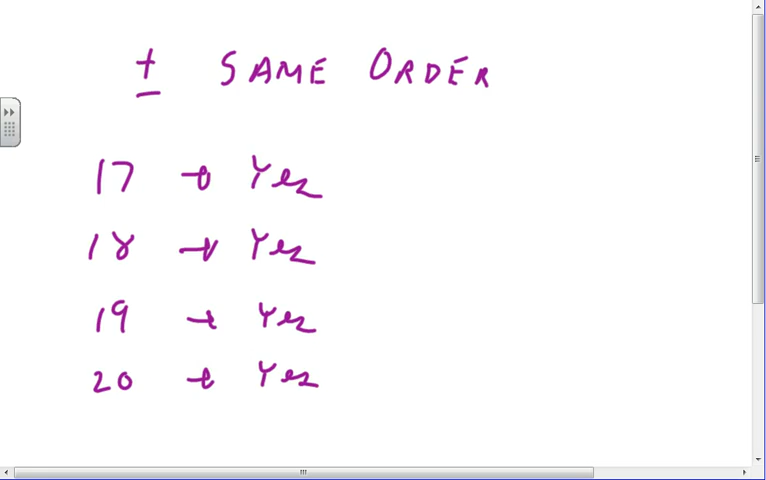 ± SAME ORDER
17 → Yes
18 → Yes
19 → Yes
20 → Yes